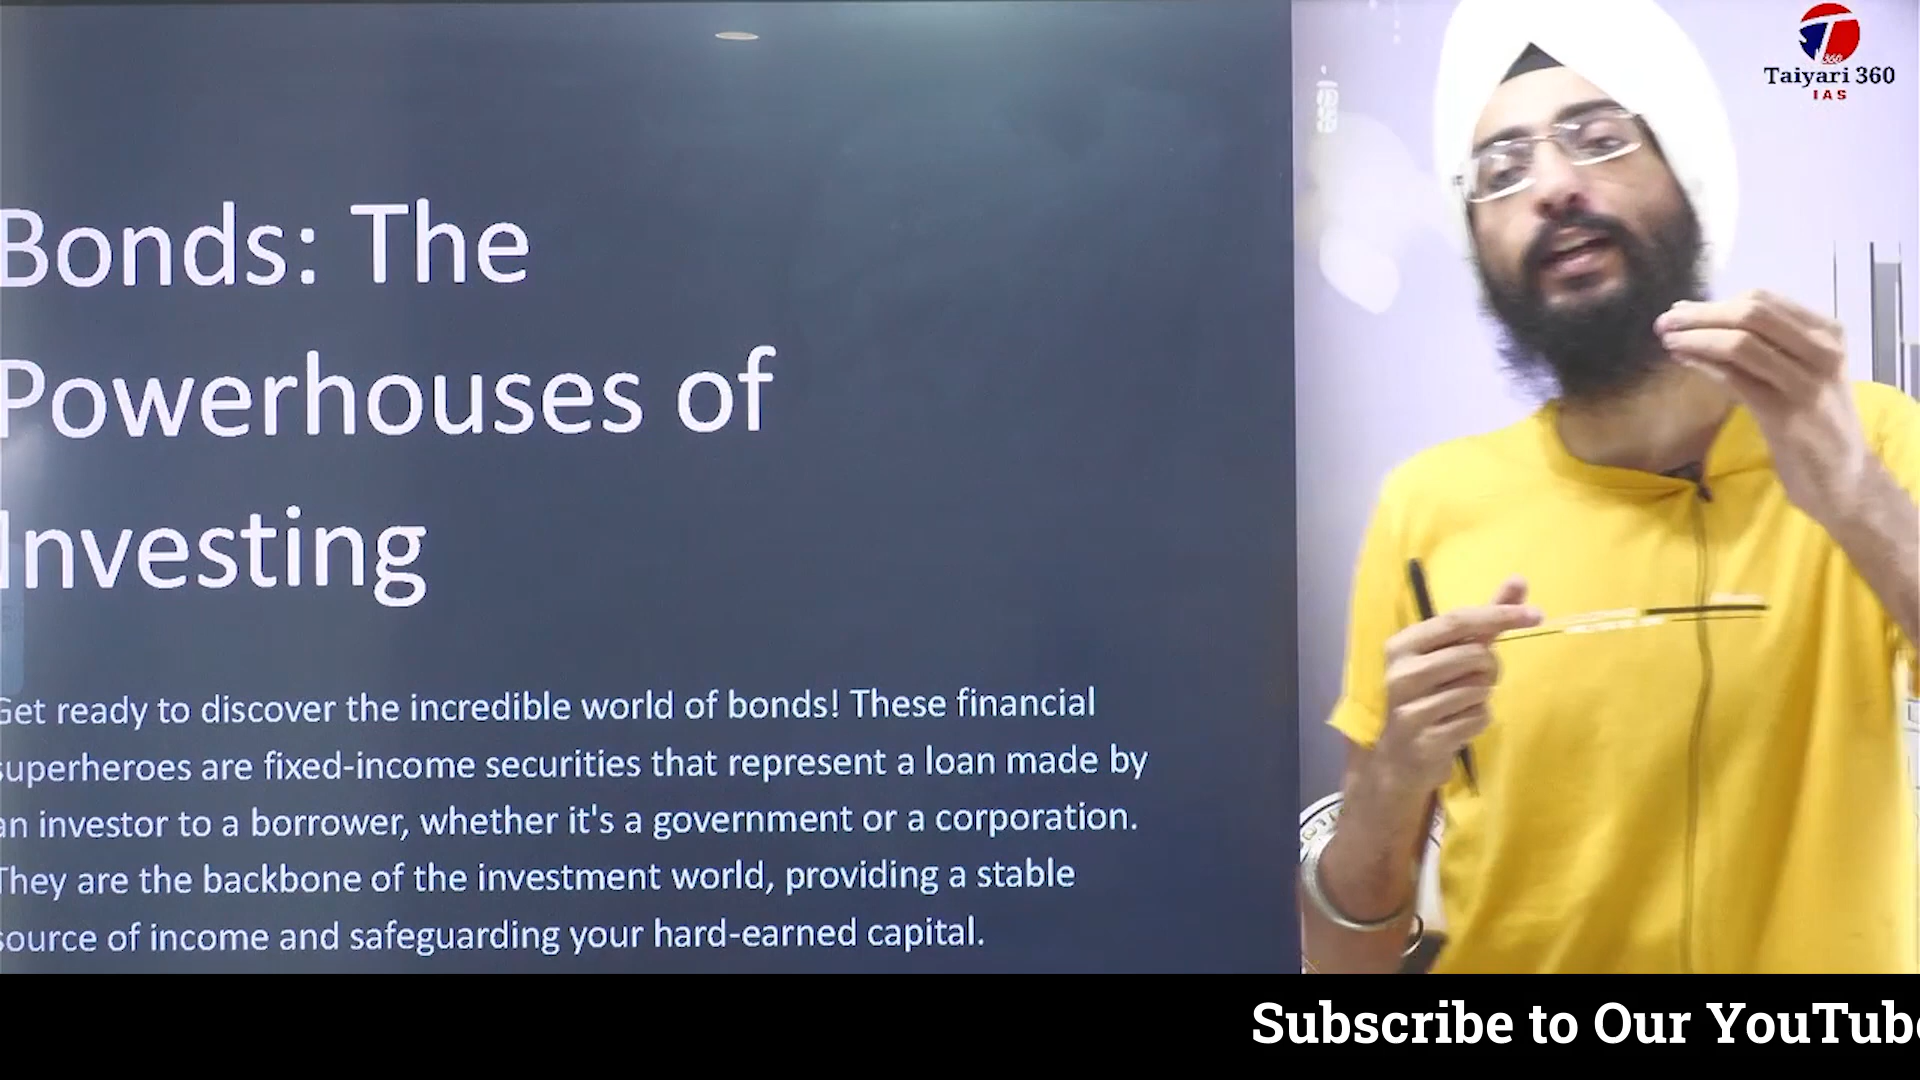 Taiyari 360
IAS
Bonds: The
Powerhouses of
Investing
Get ready to discover the incredible world of bonds! These financial
superheroes are fixed-income securities that represent a loan made by
an investor to a borrower, whether it's a government or a corporation.
They are the backbone of the investment world, providing a stable
source of income and safeguarding your hard-earned capital.
Subscribe to Our YouTube